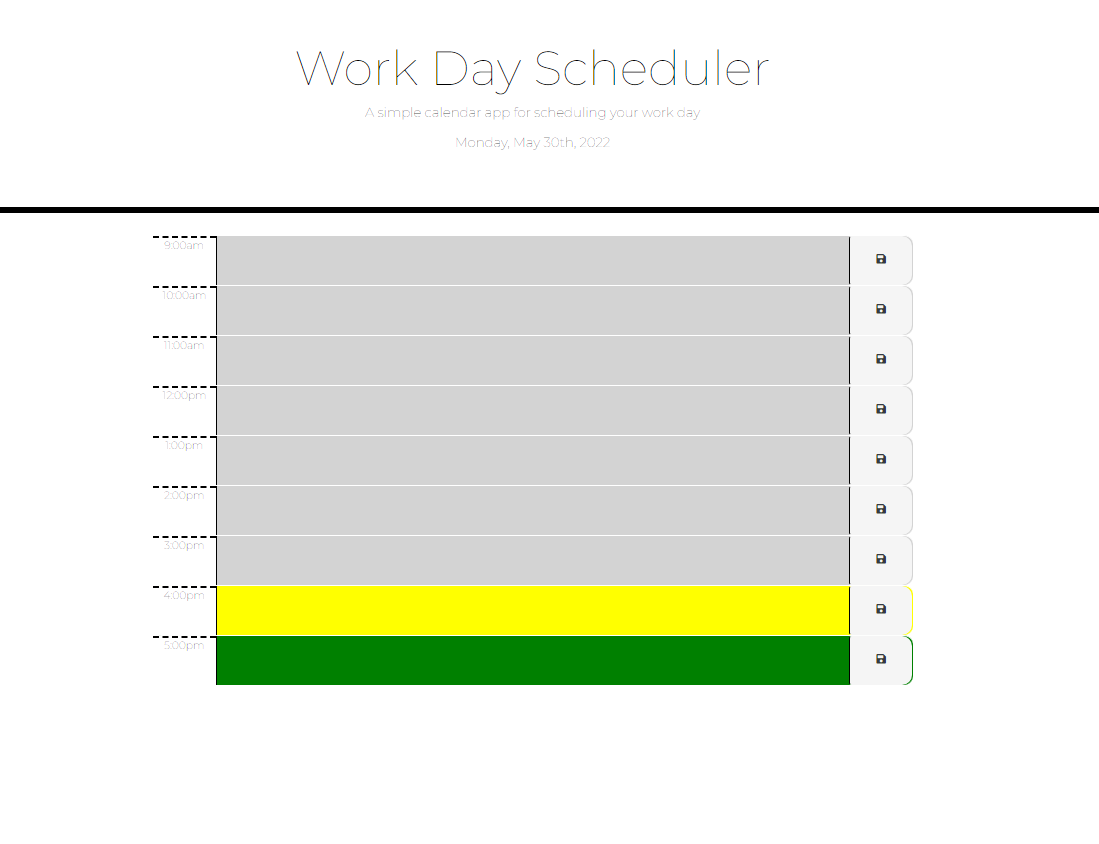 Work Day Scheduler
A simple calendar app for scheduling your work day
Monday, May 30th, 2022
9:00am
10:00am
11:00am
12:00pm
1:00pm
2:00pm
3:00pm
4:00pm
5:00pm